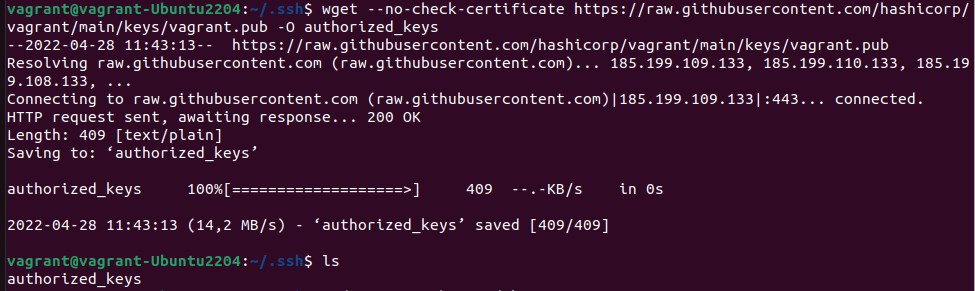 vagrant@vagrant-Ubuntu2204:~/.ssh$ wget --no-check-certificate https://raw.githubusercontent.com/hashicorp/
vagrant/main/keys/vagrant.pub -O authorized_keys
--2022-04-28 11:43:13--  https://raw.githubusercontent.com/hashicorp/vagrant/main/keys/vagrant.pub
Resolving raw.githubusercontent.com (raw.githubusercontent.com)... 185.199.109.133, 185.199.110.133, 185.19
9.108.133, ...
Connecting to raw.githubusercontent.com (raw.githubusercontent.com)|185.199.109.133|:443... connected.
HTTP request sent, awaiting response... 200 OK
Length: 409 [text/plain]
Saving to: ‘authorized_keys’
authorized_keys     100%[===================>]     409  --.-KB/s    in 0s
2022-04-28 11:43:13 (14,2 MB/s) - ‘authorized_keys’ saved [409/409]
vagrant@vagrant-Ubuntu2204:~/.ssh$ ls
authorized_keys